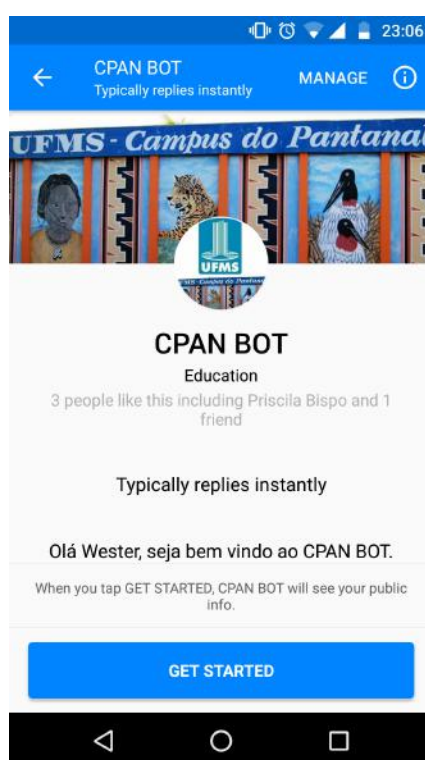 23:06
CPAN BOT
Typically replies instantly
MANAGE
UFMS - Campus do Pantanal
UFMS
CPAN BOT
Education
3 people like this including Priscila Bispo and 1
friend
Typically replies instantly
Olá Wester, seja bem vindo ao CPAN BOT.
When you tap GET STARTED, CPAN BOT will see your public
info.
GET STARTED